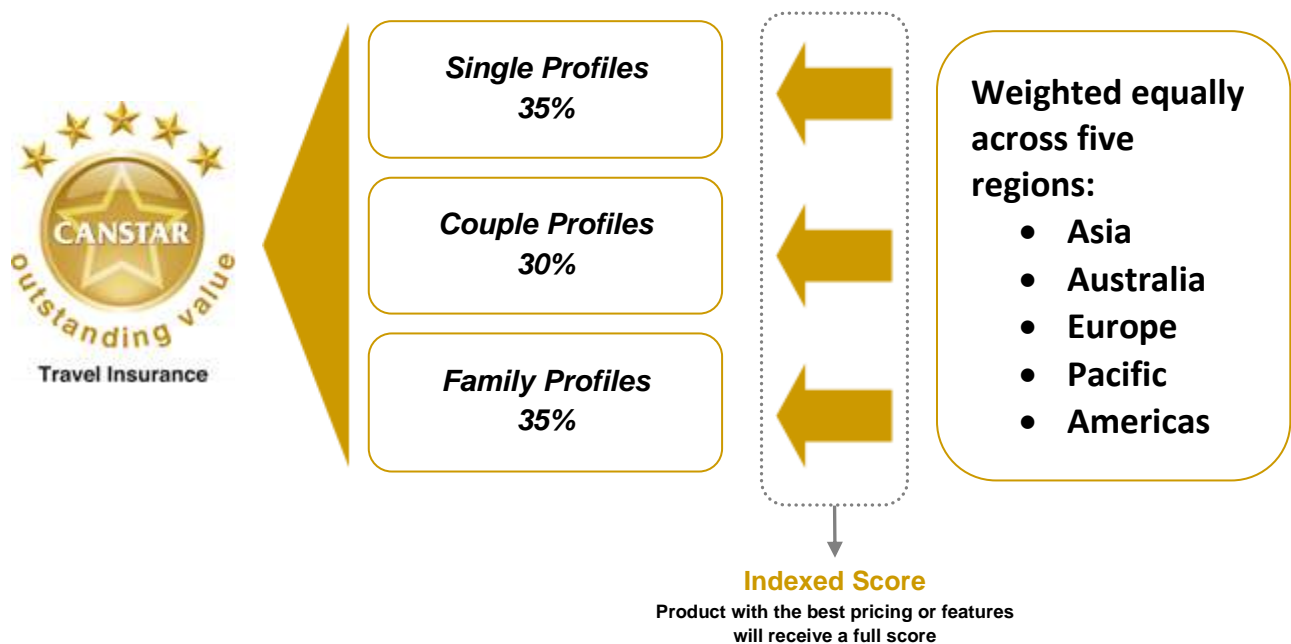 CANSTAR
outstanding value
Travel Insurance
Single Profiles
35%
Couple Profiles
30%
Family Profiles
35%
Weighted equally
across five
regions:
• Asia
• Australia
• Europe
• Pacific
• Americas
Indexed Score
Product with the best pricing or features
will receive a full score